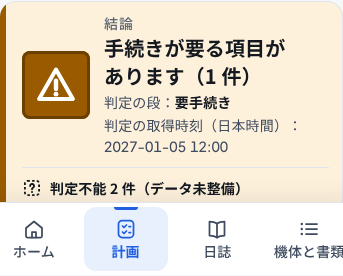 結論
手続きが要る項目が
あります（1 件）
判定の段：要手続き
判定の取得時刻（日本時間）：
2027-01-05 12:00
判定不能 2 件（データ未整備）
ホーム
計画
日誌
機体と書類